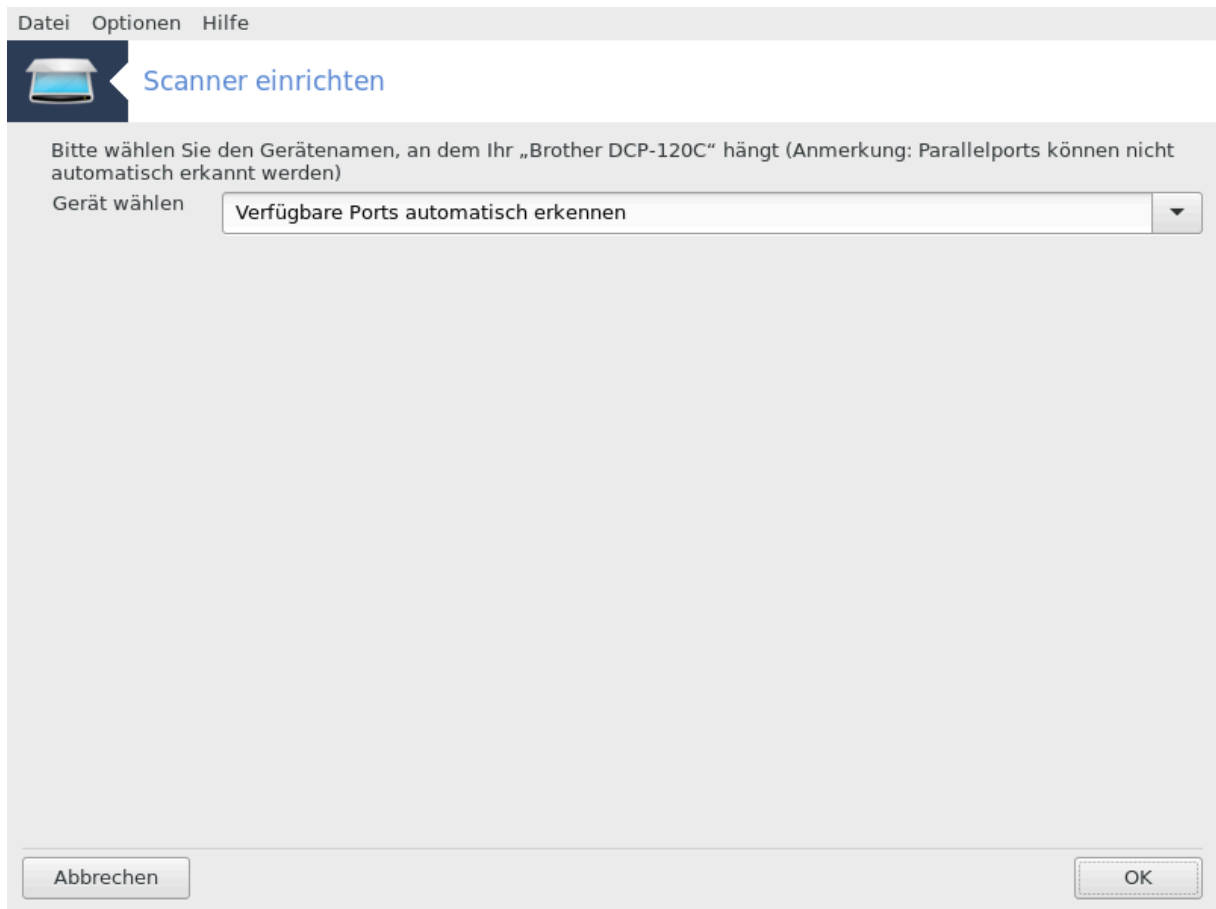 Datei Optionen Hilfe
Scanner einrichten
Bitte wählen Sie den Gerätenamen, an dem Ihr „Brother DCP-120C“ hängt (Anmerkung: Parallelports können nicht
automatisch erkannt werden)
Gerät wählen Verfügbare Ports automatisch erkennen
Abbrechen OK